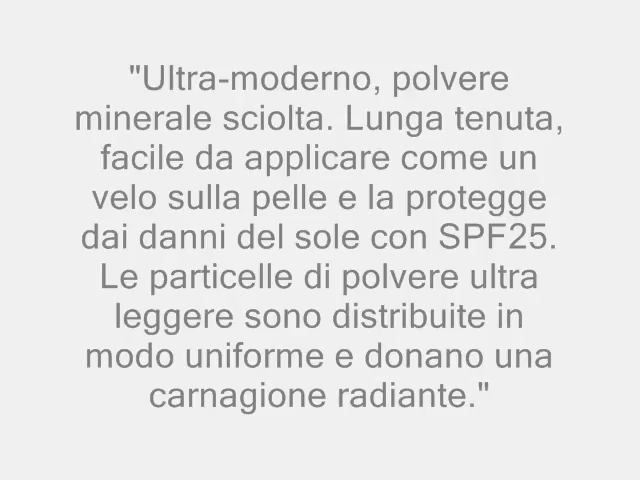 "Ultra-moderno, polvere
minerale sciolta. Lunga tenuta,
facile da applicare come un
velo sulla pelle e la protegge
dai danni del sole con SPF25.
Le particelle di polvere ultra
leggere sono distribuite in
modo uniforme e donano una
carnagione radiante."